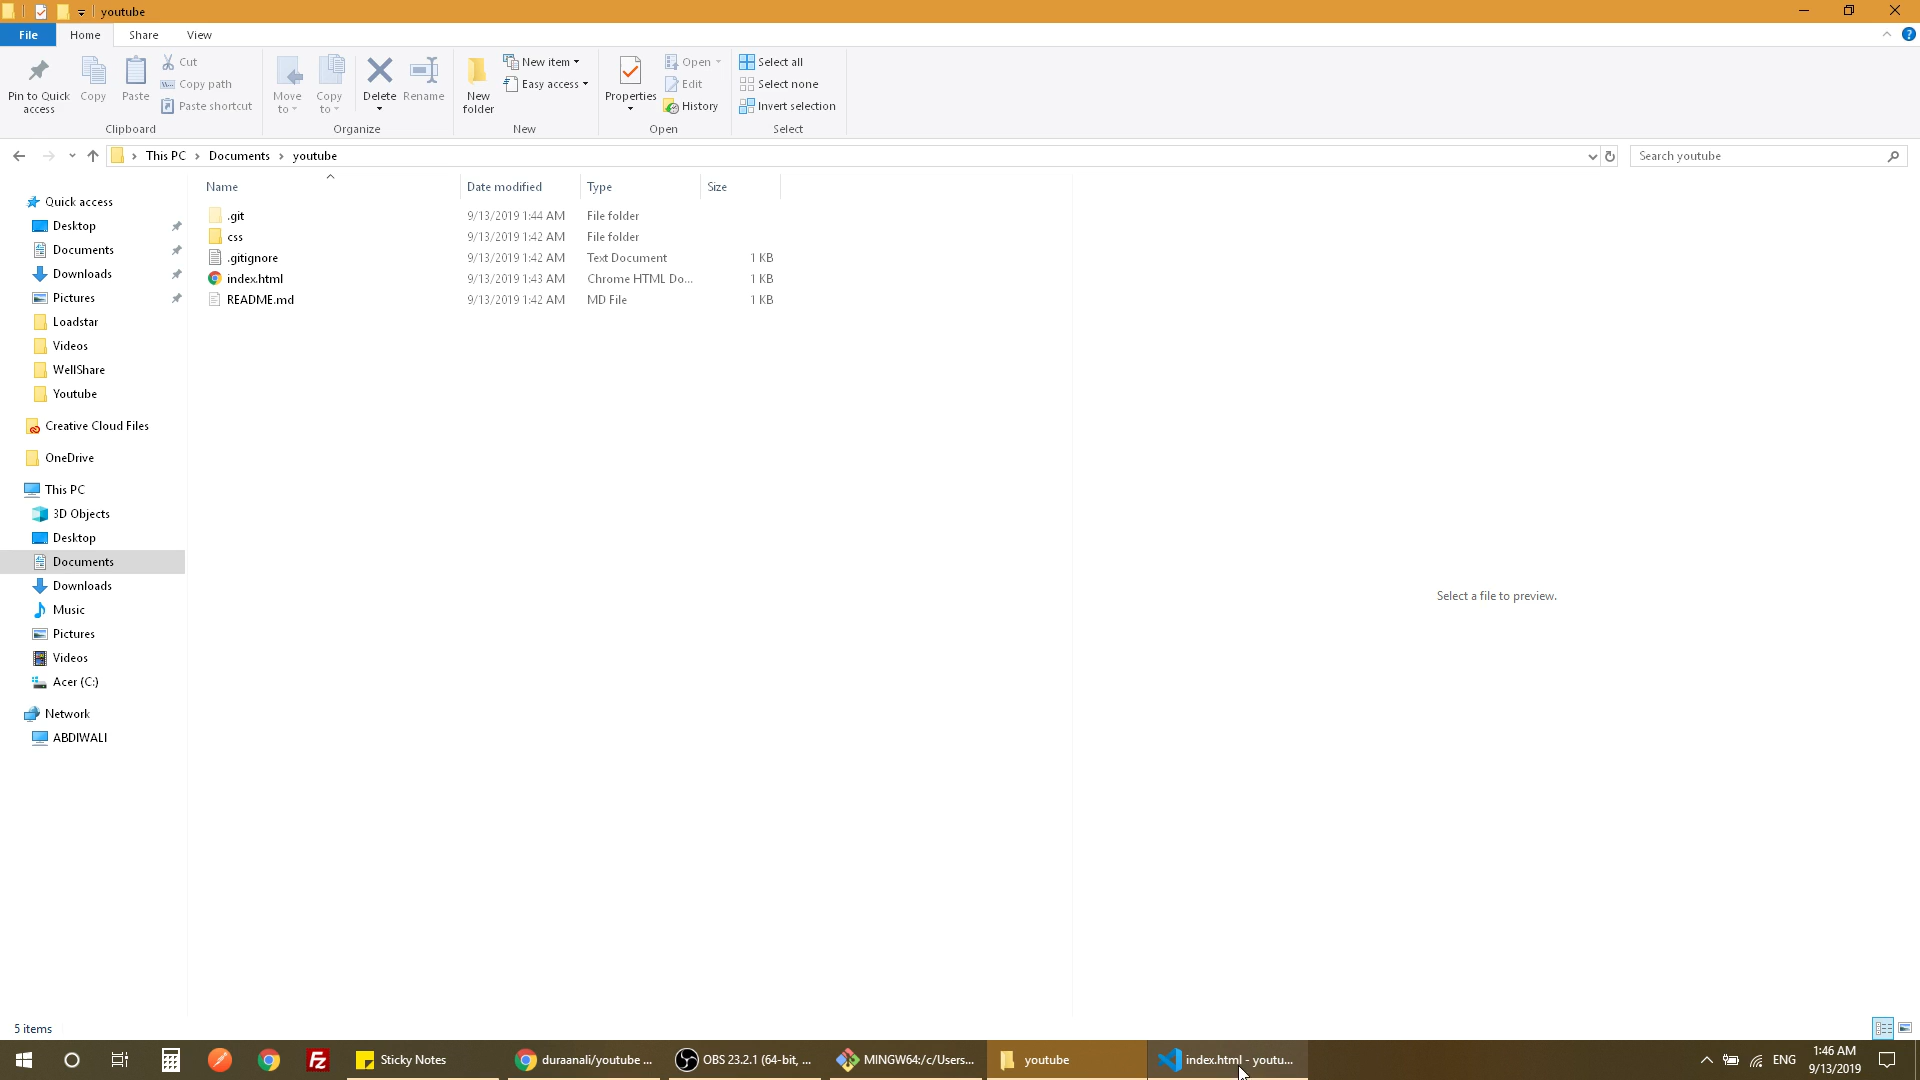 youtube
File
Home
Share
View
Pin to Quick access
Copy
Paste
Cut
Copy path
Paste shortcut
Clipboard
Move to
Copy to
Delete
Rename
Organize
New folder
New item
Easy access
New
Properties
Open
Edit
History
Open
Select all
Select none
Invert selection
Select
This PC > Documents > youtube
Search youtube
Name Date modified Type Size
.git 9/13/2019 1:44 AM File folder
css 9/13/2019 1:42 AM File folder
.gitignore 9/13/2019 1:42 AM Text Document 1 KB
index.html 9/13/2019 1:43 AM Chrome HTML Do... 1 KB
README.md 9/13/2019 1:42 AM MD File 1 KB
Quick access
Desktop
Documents
Downloads
Pictures
Loadstar
Videos
WellShare
Youtube
Creative Cloud Files
OneDrive
This PC
3D Objects
Desktop
Documents
Downloads
Music
Pictures
Videos
Acer (C:)
Network
ABDIWALI
Select a file to preview.
5 items
Sticky Notes
duraanali/youtube ...
OBS 23.2.1 (64-bit, ...
MINGW64:/c/Users...
youtube
index.html - youtu...
ENG
1:46 AM
9/13/2019